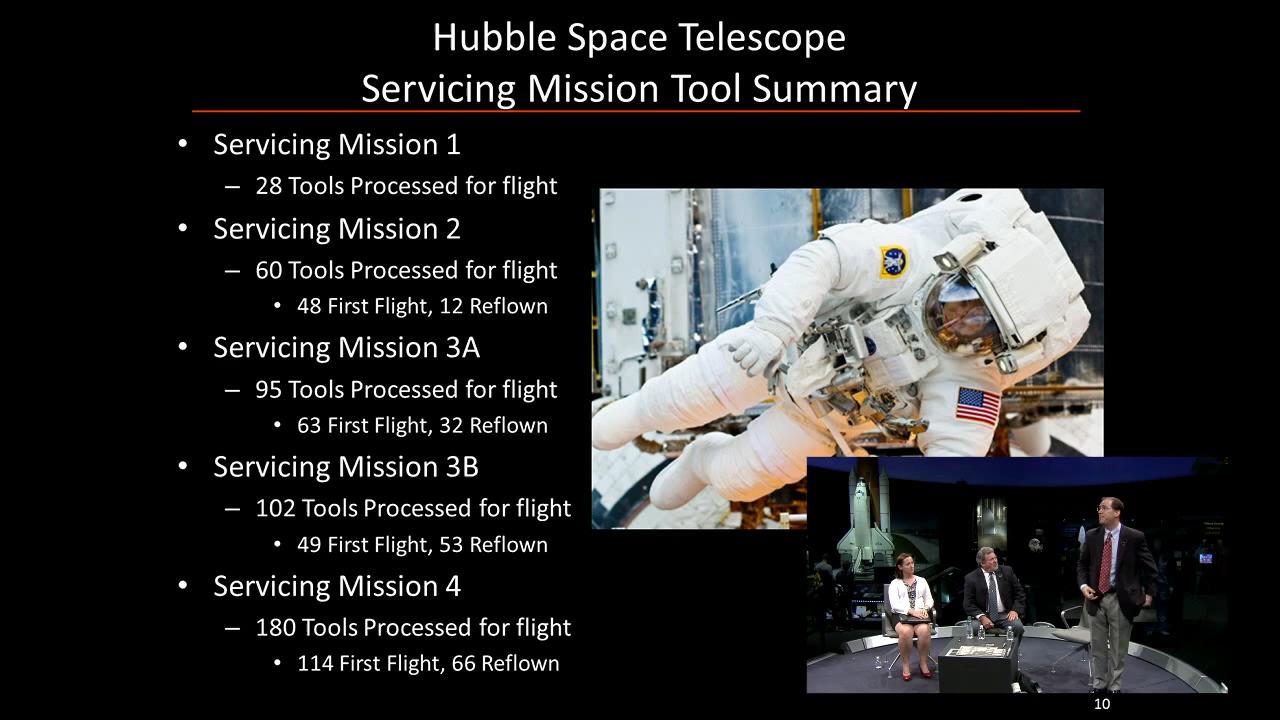 Hubble Space Telescope
Servicing Mission Tool Summary
• Servicing Mission 1
– 28 Tools Processed for flight
• Servicing Mission 2
– 60 Tools Processed for flight
• 48 First Flight, 12 Reflown
• Servicing Mission 3A
– 95 Tools Processed for flight
• 63 First Flight, 32 Reflown
• Servicing Mission 3B
– 102 Tools Processed for flight
• 49 First Flight, 53 Reflown
• Servicing Mission 4
– 180 Tools Processed for flight
• 114 First Flight, 66 Reflown
10